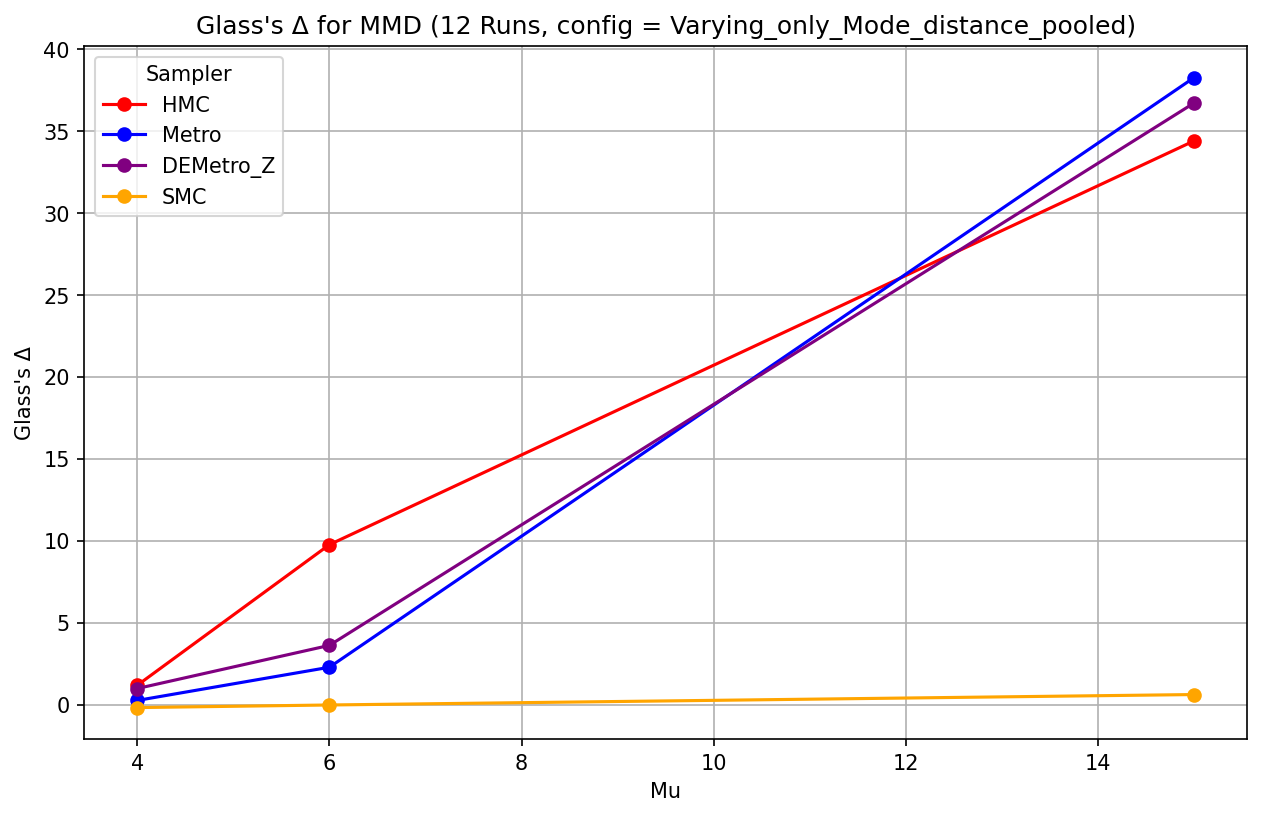 Glass's Δ for MMD (12 Runs, config = Varying_only_Mode_distance_pooled)
Sampler
HMC
Metro
DEMetro_Z
SMC
Glass's Δ
40
35
30
25
20
15
10
5
0
4 6 8 10 12 14
Mu